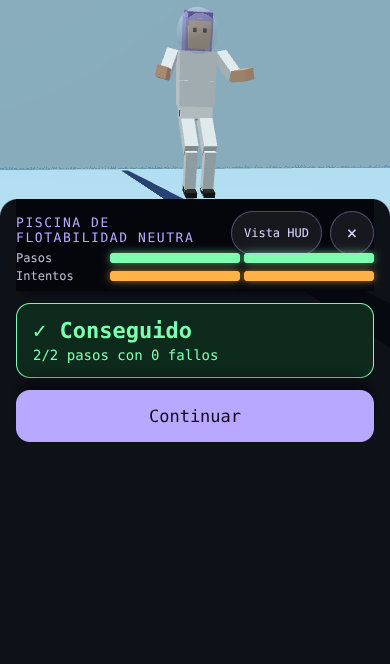 PISCINA DE
FLOTABILIDAD NEUTRA
Vista HUD
×
Pasos
Intentos
✓ Conseguido
2/2 pasos con 0 fallos
Continuar